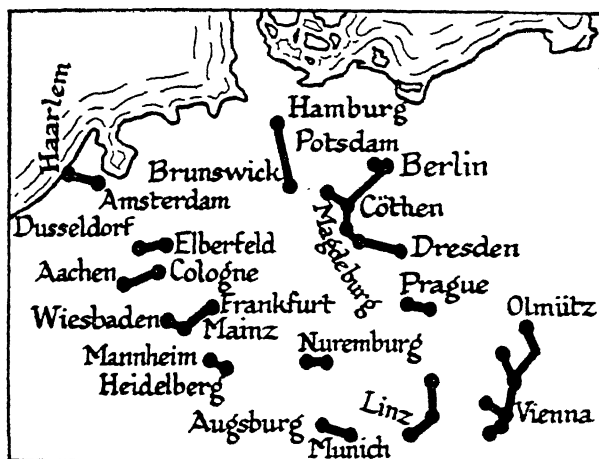 Hamburg
Potsdam
Haarlem
Brunswick
Berlin
Amsterdam
Cöthen
Dusseldorf
Magdeburg
Elberfeld
Dresden
Aachen
Cologne
Prague
Wiesbaden
Frankfurt
Olmütz
Mainz
Mannheim
Nuremburg
Heidelberg
Linz
Vienna
Augsburg
Munich